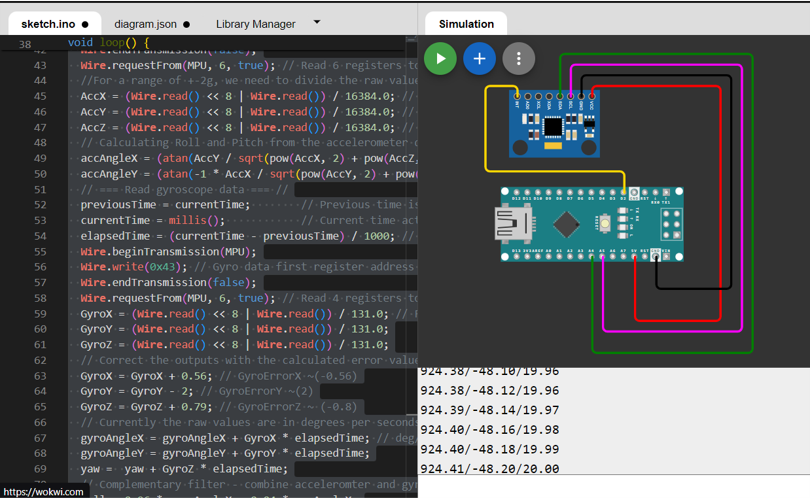 sketch.ino ●
diagram.json ●
Library Manager
Simulation
38 void loop() {
42 Wire.endTransmission(false);
43 Wire.requestFrom(MPU, 6, true); // Read 6 registers to
44 //For a range of +-2g, we need to divide the raw value
45 AccX = (Wire.read() << 8 | Wire.read()) / 16384.0; //
46 AccY = (Wire.read() << 8 | Wire.read()) / 16384.0; //
47 AccZ = (Wire.read() << 8 | Wire.read()) / 16384.0; //
48 // Calculating Roll and Pitch from the accelerometer
49 accAngleX = (atan(AccY / sqrt(pow(AccX, 2) + pow(AccZ,
50 accAngleY = (atan(-1 * AccX / sqrt(pow(AccY, 2) + pow(
51 // === Read gyroscope data === //
52 previousTime = currentTime; // Previous time is
53 currentTime = millis(); // Current time act
54 elapsedTime = (currentTime - previousTime) / 1000; //
55 Wire.beginTransmission(MPU);
56 Wire.write(0x43); // Gyro data first register address
57 Wire.endTransmission(false);
58 Wire.requestFrom(MPU, 6, true); // Read 4 registers to
59 GyroX = (Wire.read() << 8 | Wire.read()) / 131.0; //
60 GyroY = (Wire.read() << 8 | Wire.read()) / 131.0;
61 GyroZ = (Wire.read() << 8 | Wire.read()) / 131.0;
62 // Correct the outputs with the calculated error value
63 GyroX = GyroX + 0.56; // GyroErrorX ~(-0.56)
64 GyroY = GyroY - 2; // GyroErrorY ~(2)
65 GyroZ = GyroZ + 0.79; // GyroErrorZ ~ (-0.8)
66 // Currently the raw values are in degrees per seconds
67 gyroAngleX = gyroAngleX + GyroX * elapsedTime; // deg/
68 gyroAngleY = gyroAngleY + GyroY * elapsedTime;
69 yaw = yaw + GyroZ * elapsedTime;
70 // Complementary filter - combine acceleromter and gyr
https://wokwi.com
INT AD0 XCL XDA SDA SCL GND VCC
924.38/-48.10/19.96
924.38/-48.12/19.96
924.39/-48.14/19.97
924.40/-48.16/19.98
924.40/-48.18/19.99
924.41/-48.20/20.00